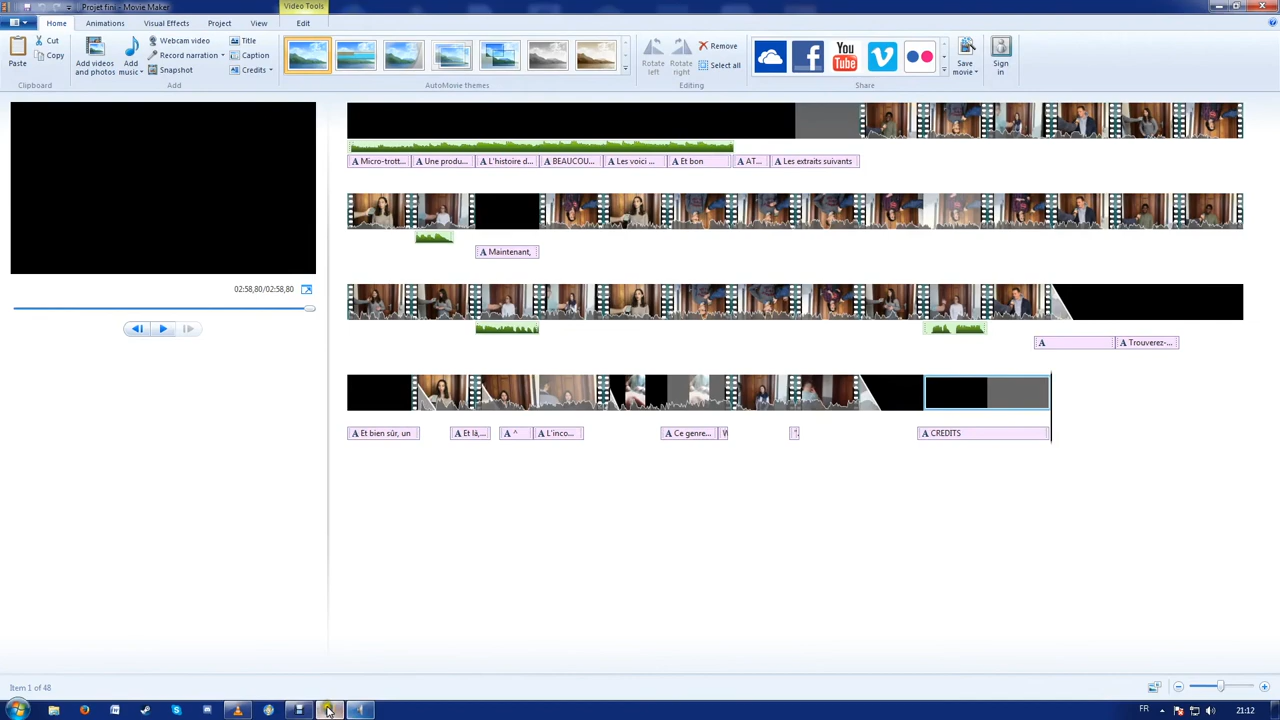 Projet fini - Movie Maker
Video Tools
Home
Animations
Visual Effects
Project
View
Edit
Paste
Cut
Copy
Clipboard
Add videos
and photos
Add
music
Webcam video
Record narration
Snapshot
Title
Caption
Credits
Add
AutoMovie themes
Rotate
left
Rotate
right
Remove
Select all
Editing
You
Tube
Share
Save
movie
Sign
in
A Micro-trott...
A Une produ...
A L'histoire d...
A BEAUCOU...
A Les voici ...
A Et bon
A AT...
A Les extraits suivants
A Maintenant,
02:58,80/02:58,80
A
A Trouverez-...
A Et bien sûr, un
A Et là,...
A ^
A L'inco...
A Ce genre...
A CREDITS
Item 1 of 48
FR
21:12